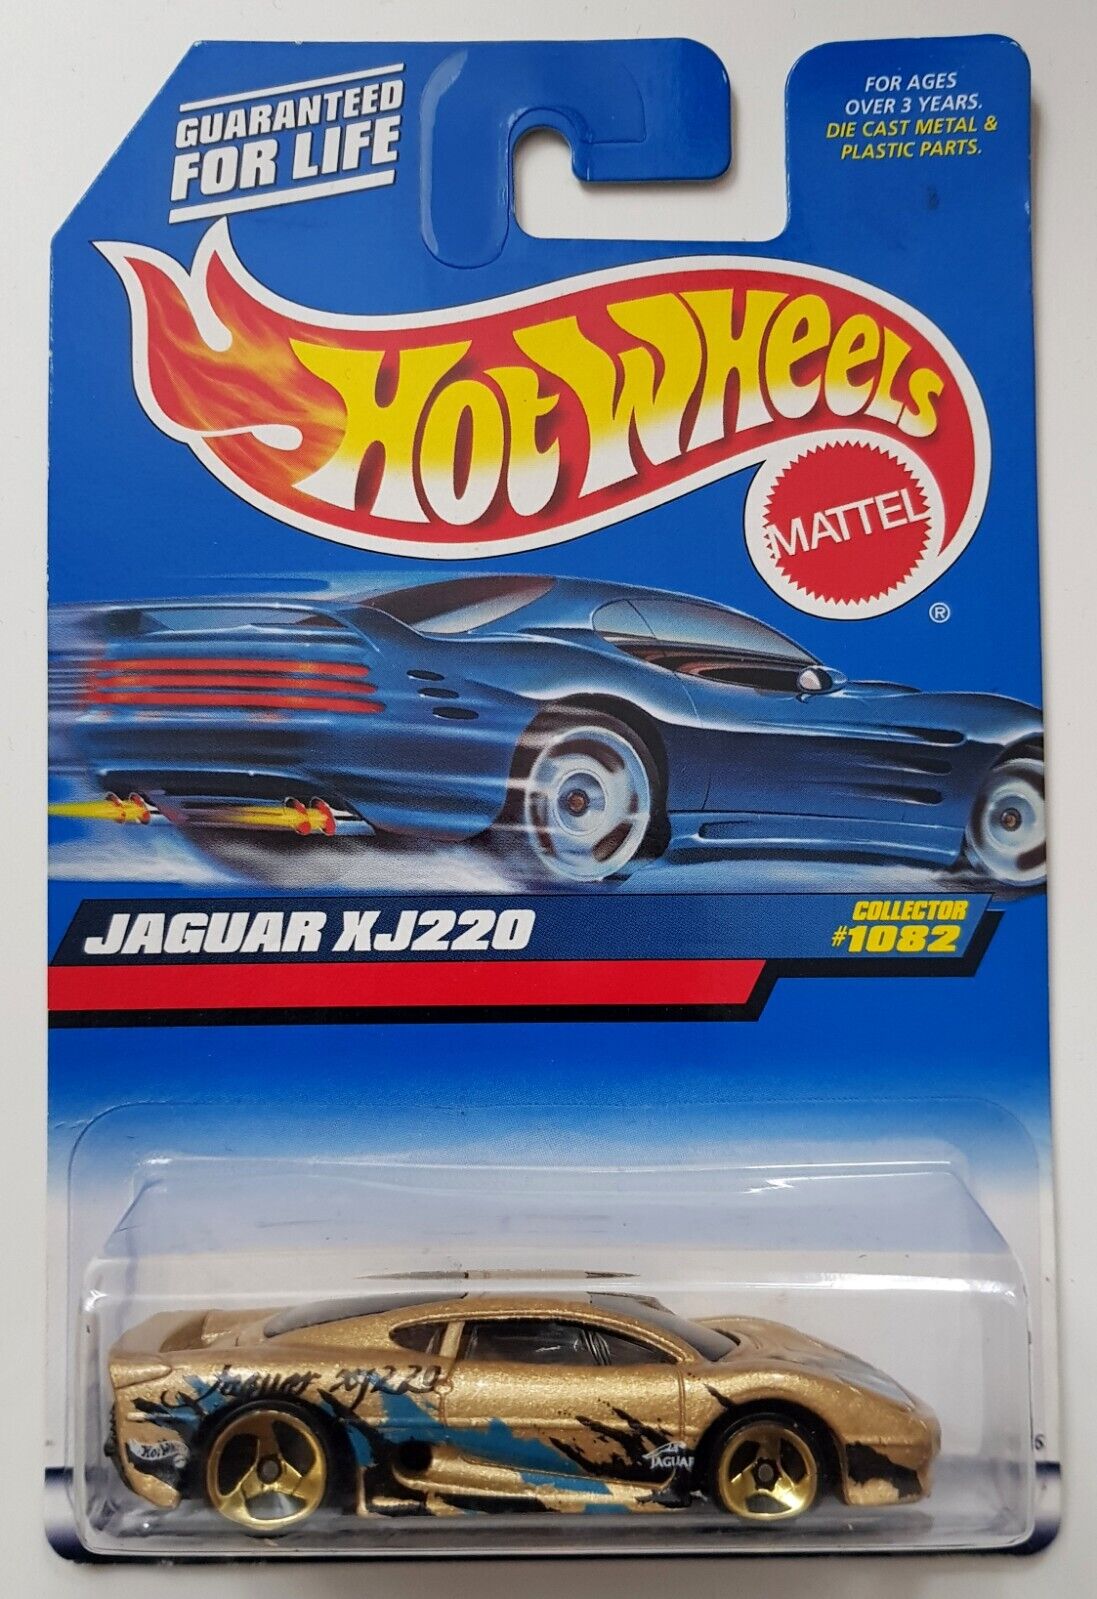 GUARANTEED
FOR LIFE
FOR AGES
OVER 3 YEARS.
DIE CAST METAL &
PLASTIC PARTS.
HOT WHEELS
MATTEL
®
JAGUAR XJ220
COLLECTOR
#1082
Jaguar XJ220
Hot Wheels
JAGUAR